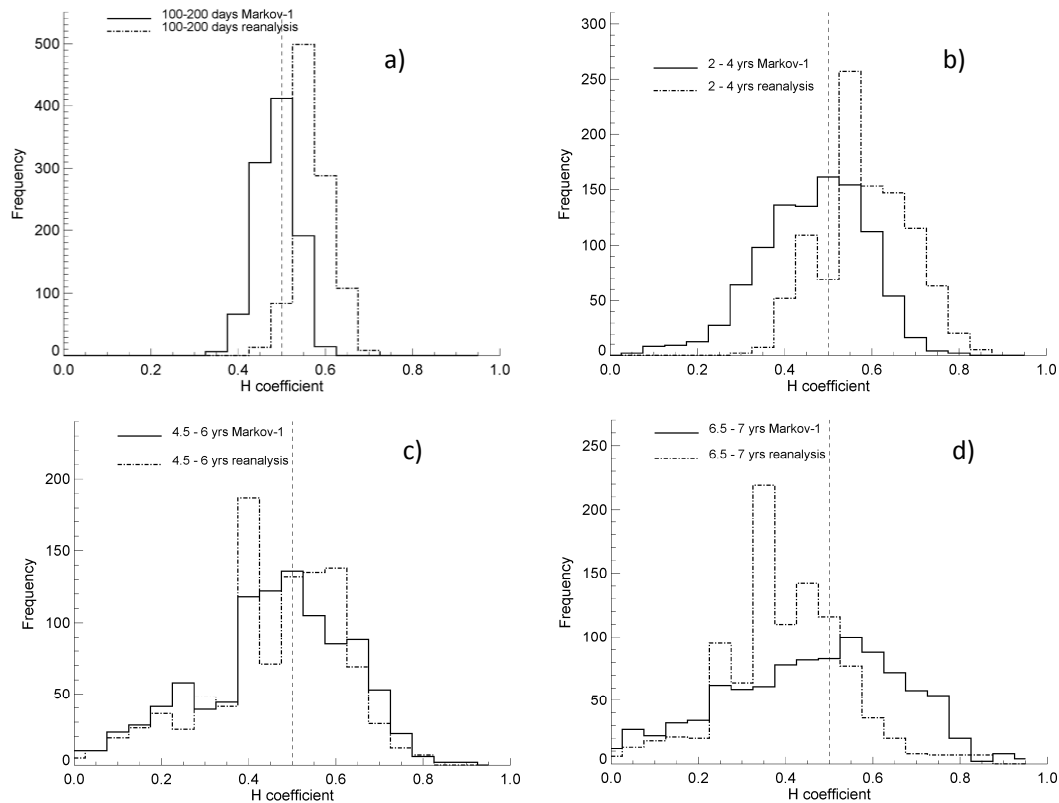 100-200 days Markov-1
100-200 days reanalysis
a)
500
400
300
200
100
0
Frequency
0.0 0.2 0.4 0.6 0.8 1.0
H coefficient
2 - 4 yrs Markov-1
2 - 4 yrs reanalysis
b)
300
250
200
150
100
50
0
Frequency
0.0 0.2 0.4 0.6 0.8 1.0
H coefficient
4.5 - 6 yrs Markov-1
4.5 - 6 yrs reanalysis
c)
200
150
100
50
0
Frequency
0.0 0.2 0.4 0.6 0.8 1.0
H coefficient
6.5 - 7 yrs Markov-1
6.5 - 7 yrs reanalysis
d)
250
200
150
100
50
0
Frequency
0.0 0.2 0.4 0.6 0.8 1.0
H coefficient